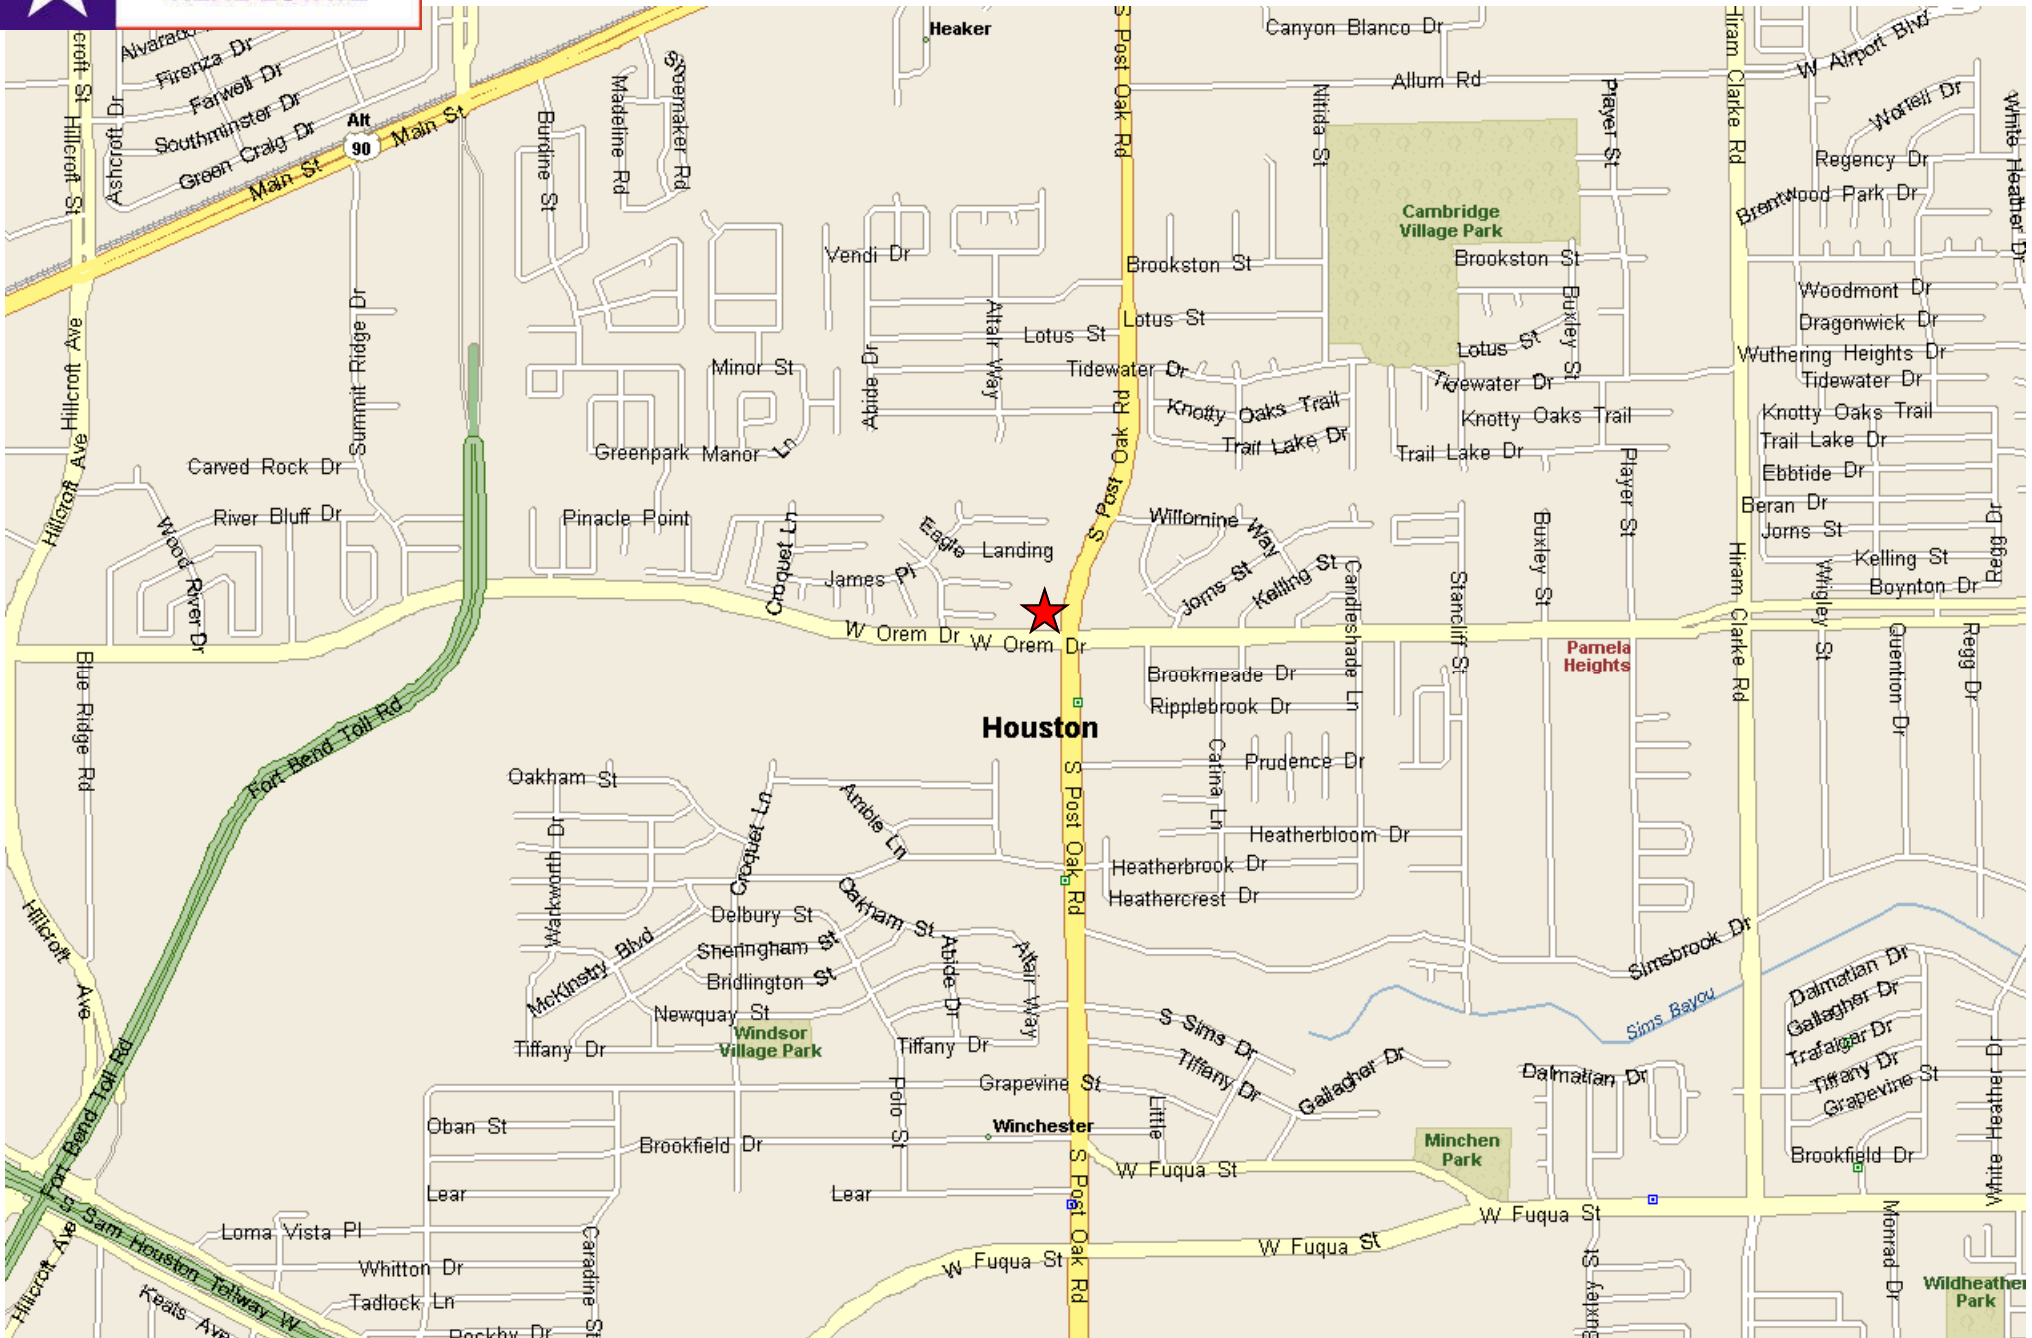 Heaker
Canyon Blanco Dr
S Post Oak Rd
Hiram Clarke Rd
W Airport Blvd
Firenza Dr
Farwell Dr
Southminster Dr
Green Craig Dr
Ashcroft Dr
Hillcroft St
Alt
90
Main St
Main St
Burdine St
Madeline Rd
Shoemaker Rd
Allum Rd
Nitida St
Player St
Worrell Dr
Regency Dr
Brentwood Park Dr
White Heather Dr
Cambridge
Village Park
Vendi Dr
Brookston St
Brookston St
Woodmont Dr
Dragonwick Dr
Wuthering Heights Dr
Tidewater Dr
Knotty Oaks Trail
Trail Lake Dr
Ebbtide Dr
Beran Dr
Jorns St
Kelling St
Boynton Dr
Regg Dr
Hillcroft Ave
Hillcroft Ave
Hillcroft Ave
Summit Ridge Dr
Altair Way
Abide Dr
Lotus St
Lotus St
Lotus St
Buxley St
Minor St
Tidewater Dr
Tidewater Dr
Knotty Oaks Trail
Knotty Oaks Trail
Trail Lake Dr
Trail Lake Dr
S Post Oak Rd
Greenpark Manor Ln
Carved Rock Dr
River Bluff Dr
Wood River Dr
Pinacle Point
Croquet Ln
Eagle Landing
James Pl
Willomine Way
Jorns St
Kelling St
Candleshade Ln
Stancliff St
Buxley St
Player St
Hiram Clarke Rd
Wrigley St
Quention Dr
Regg Dr
W Orem Dr
W Orem Dr
Pamela
Heights
Brookmeade Dr
Ripplebrook Dr
Houston
Blue Ridge Rd
Fort Bend Toll Rd
Catina Ln
Prudence Dr
Oakham St
Croquet Ln
Amble Ln
Warkworth Dr
S Post Oak Rd
Heatherbloom Dr
Heatherbrook Dr
Heathercrest Dr
Hillcroft Ave
Delbury St
Oakham St
Sheringham St
Bridlington St
McKinstry Blvd
Newquay St
Abide Dr
Altair Way
Simsbrook Dr
Sims Bayou
Dalmatian Dr
Gallagher Dr
Trafalgar Dr
Tiffany Dr
Grapevine St
Windsor
Village Park
Tiffany Dr
Tiffany Dr
S Sims Dr
Tiffany Dr
Gallagher Dr
Dalmatian Dr
White Heather Dr
Fort Bend Toll Rd
Grapevine St
Polo St
Little
Oban St
Winchester
Brookfield Dr
Minchen
Park
Brookfield Dr
W Fuqua St
Lear
Lear
S Post Oak Rd
W Fuqua St
W Fuqua St
W Fuqua St
Monrad Dr
Buxley St
S Sam Houston Tollway W
Hillcroft Ave
Loma Vista Pl
Whitton Dr
Tadlock Ln
Caradine St
Keats Ave
Wildheather
Park